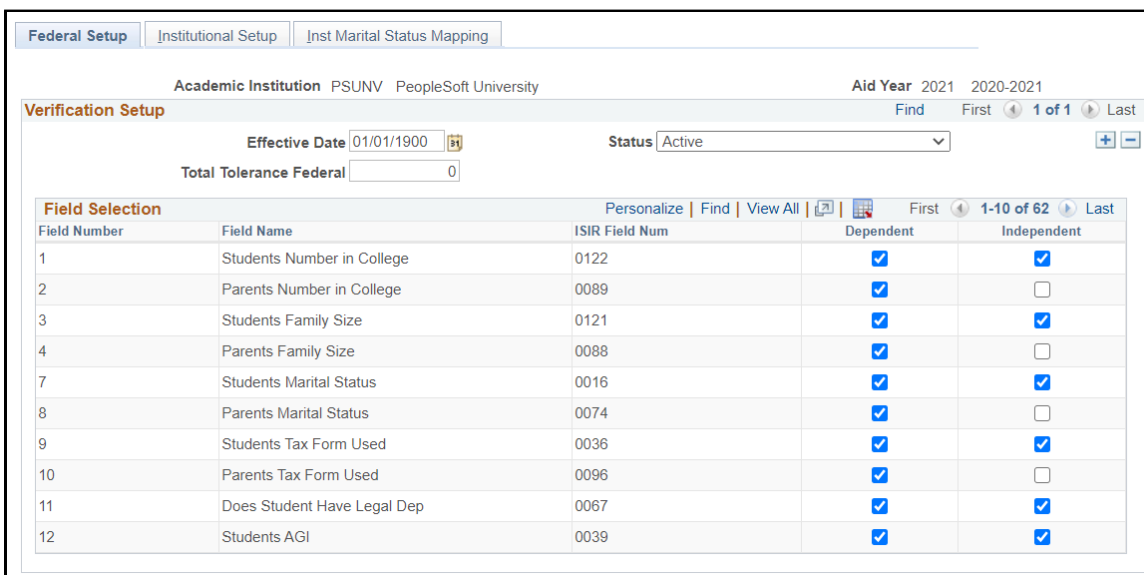 Federal Setup Institutional Setup Inst Marital Status Mapping
Academic Institution PSUNV PeopleSoft University Aid Year 2021 2020-2021
Verification Setup Find First 1 of 1 Last
Effective Date 01/01/1900 31 Status Active
Total Tolerance Federal 0
Field Selection Personalize | Find | View All | | First 1-10 of 62 Last
Field Number Field Name ISIR Field Num Dependent Independent
1 Students Number in College 0122
2 Parents Number in College 0089
3 Students Family Size 0121
4 Parents Family Size 0088
7 Students Marital Status 0016
8 Parents Marital Status 0074
9 Students Tax Form Used 0036
10 Parents Tax Form Used 0096
11 Does Student Have Legal Dep 0067
12 Students AGI 0039